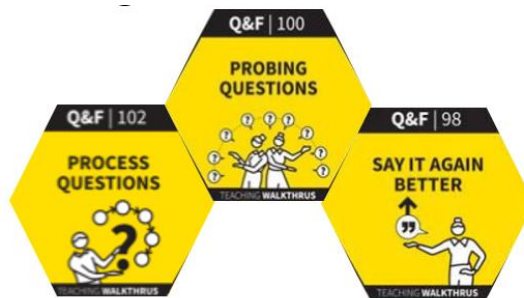 Q&F | 100
PROBING
QUESTIONS
? ? ? ? ? ? ? ? ?
TEACHING WALKTHRUS
Q&F | 102
PROCESS
QUESTIONS
?
TEACHING WALKTHRUS
Q&F | 98
SAY IT AGAIN
BETTER
"
TEACHING WALKTHRUS